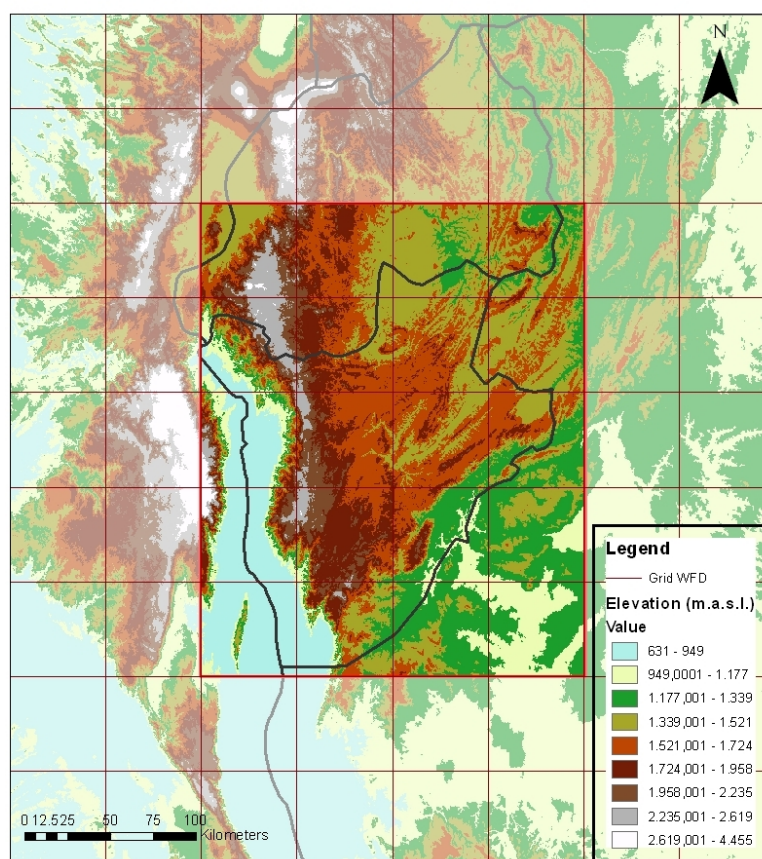 N
Legend
Grid WFD
Elevation (m.a.s.l.)
Value
631 - 949
949,0001 - 1.177
1.177,001 - 1.339
1.339,001 - 1.521
1.521,001 - 1.724
1.724,001 - 1.958
1.958,001 - 2.235
2.235,001 - 2.619
2.619,001 - 4.455
0 12.525 50 75 100
Kilometers